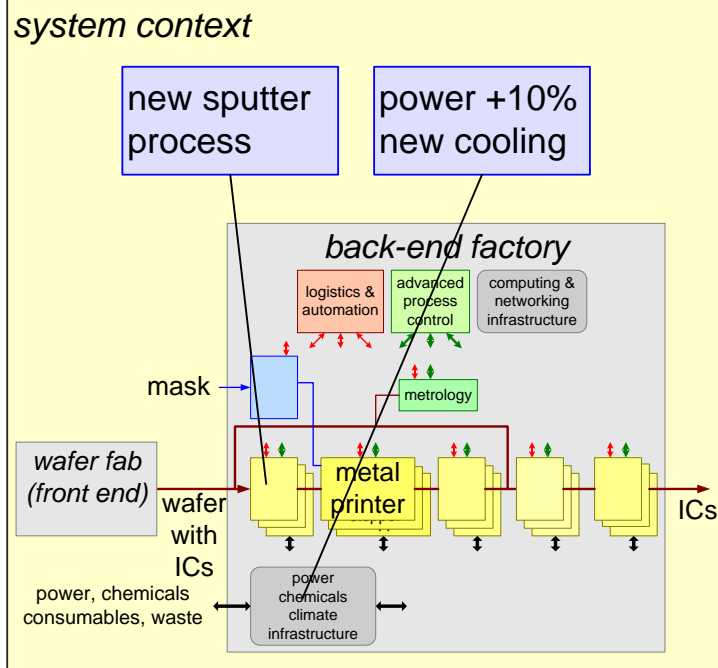 system context
new sputter
process
power +10%
new cooling
back-end factory
logistics &
automation
advanced
process
control
computing &
networking
infrastructure
mask
metrology
wafer fab
(front end)
metal
printer
wafer
with
ICs
ICs
power, chemicals
consumables, waste
power
chemicals
climate
infrastructure